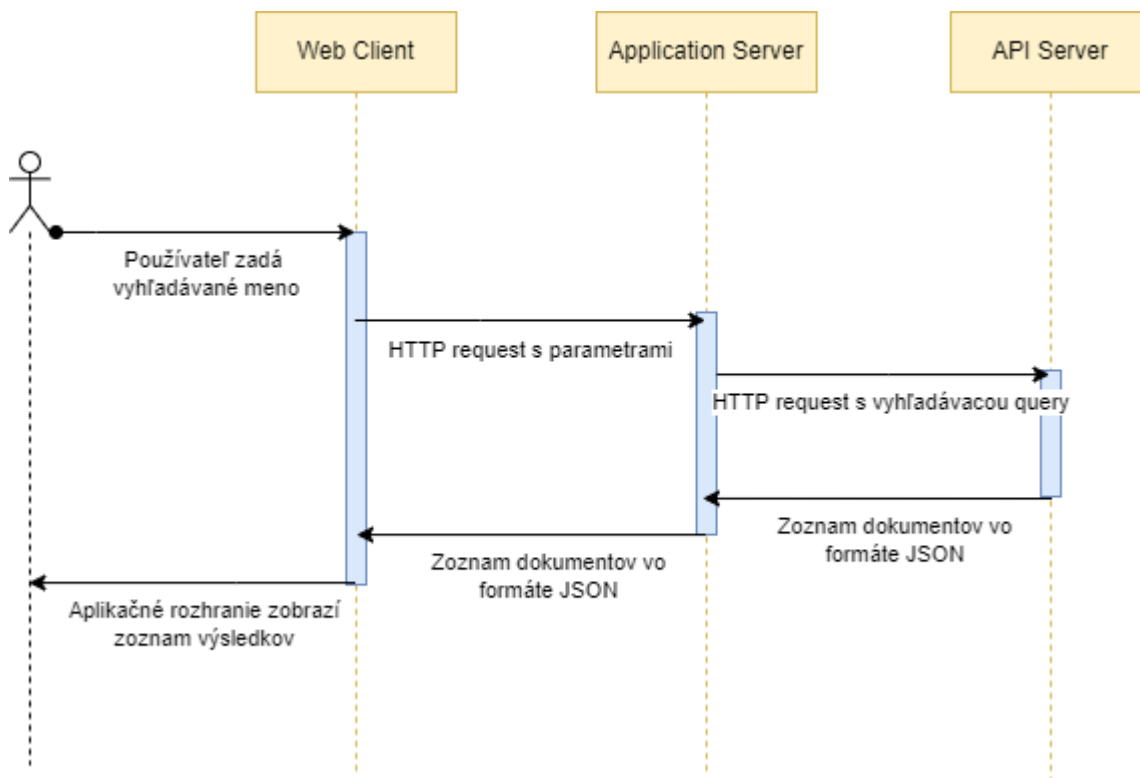 Web Client
Application Server
API Server
Používateľ zadá
vyhľadávané meno
HTTP request s parametrami
HTTP request s vyhľadávacou query
Zoznam dokumentov vo
formáte JSON
Zoznam dokumentov vo
formáte JSON
Aplikačné rozhranie zobrazí
zoznam výsledkov